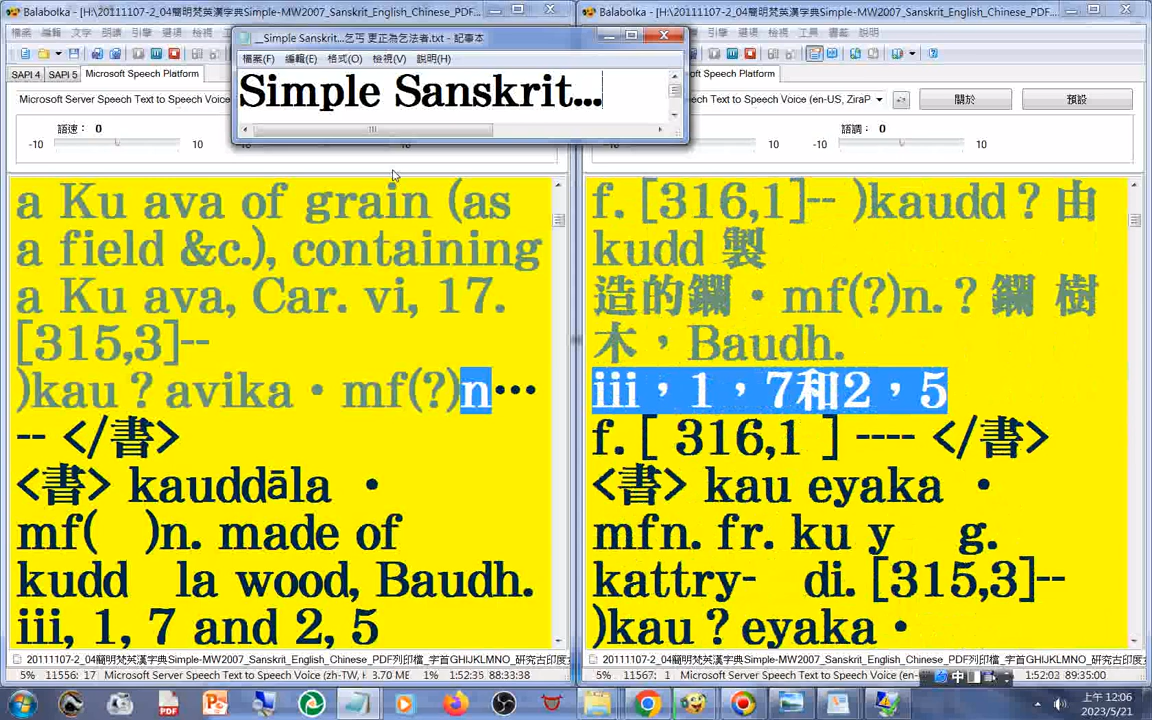 Balabolka - [H:\20111107-2_04簡明梵英漢字典Simple-MW2007_Sanskrit_English_Chinese_PDF...
Balabolka - [H:\20111107-2_04簡明梵英漢字典Simple-MW2007_Sanskrit_English_Chinese_PDF...
__Simple Sanskrit...乞丐 更正為乞法者.txt - 記事本
檔案(F) 編輯(E) 格式(O) 檢視(V) 說明(H)
Simple Sanskrit...
SAPI 4 SAPI 5 Microsoft Speech Platform
Microsoft Server Speech Text to Speech Voice
ech Text to Speech Voice (en-US, ZiraP
關於
預設
語速： 0
語調： 0
-10 10
-10 10
a Ku ava of grain (as
a field &c.), containing
a Ku ava, Car. vi, 17.
[315,3]--
)kau？avika‧mf(?)n…
-- </書>
<書> kauddāla ‧
mf( )n. made of
kudd la wood, Baudh.
iii, 1, 7 and 2, 5
f. [316,1]-- )kaudd？由
kudd 製
造的鑭‧mf(?)n.？鑭 樹
木，Baudh.
iii，1，7和2，5
f. [ 316,1 ] ---- </書>
<書> kau eyaka ‧
mfn. fr. ku y g.
kattry- di. [315,3]--
)kau？eyaka‧
20111107-2_04簡明梵英漢字典Simple-MW2007_Sanskrit_English_Chinese_PDF列印檔_字首GHIJKLMNO_研究古印度
20111107-2_04簡明梵英漢字典Simple-MW2007_Sanskrit_English_Chinese_PDF列印檔_字首GHIJKLMNO_研究古印度
5% 11556: 17 Microsoft Server Speech Text to Speech Voice (zh-TW, H 3.70 ME 1% 1:52:35 88:33:38
5% 11567: 1 Microsoft Server Speech Text to Speech Voice 1:52:02 89:35:00
中
上午 12:06
2023/5/21